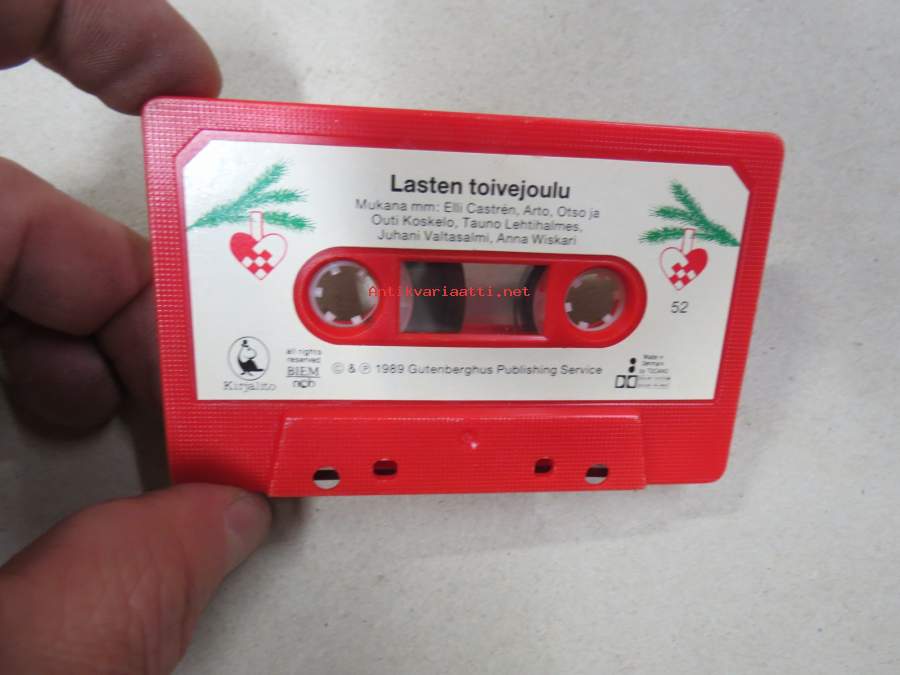 Lasten toivejoulu
Mukana mm: Elli Castrén, Arto, Otso ja
Outi Koskelo, Tauno Lehtihalmes,
Juhani Valtasalmi, Anna Wiskari
Antikvariaatti.net
52
Kirjalito
all rights
reserved
BIEM
ncb
© & ℗ 1989 Gutenberghus Publishing Service
Made in